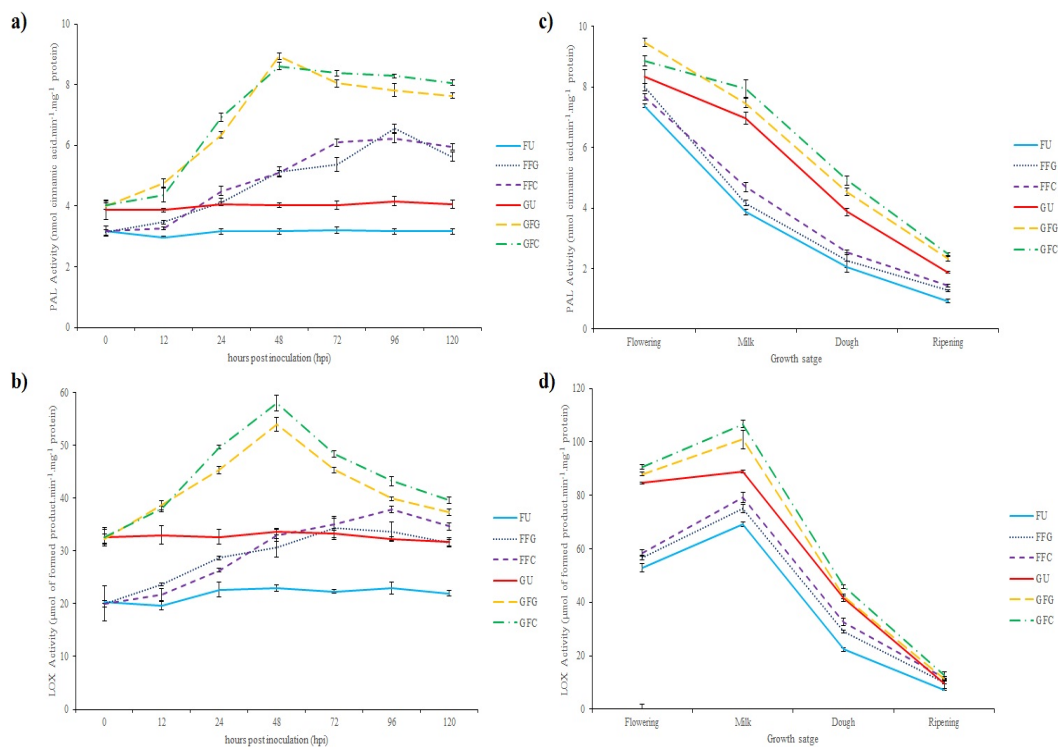 a)
PAL Activity (nmol cinnamic acid.min-1.mg-1 protein)
10
8
6
4
2
0
0 12 24 48 72 96 120
hours post inoculation (hpi)
FU
FFG
FFC
GU
GFG
GFC
c)
PAL Activity (nmol cinnamic acid.min-1.mg-1 protein)
10
8
6
4
2
0
Flowering Milk Dough Ripening
Growth satge
FU
FFG
FFC
GU
GFG
GFC
b)
LOX Activity (µmol of formed product.min-1.mg-1 protein)
60
50
40
30
20
10
0
0 12 24 48 72 96 120
hours post inoculation (hpi)
FU
FFG
FFC
GU
GFG
GFC
d)
LOX Activity (µmol of formed product.min-1.mg-1 protein)
120
100
80
60
40
20
0
Flowering Milk Dough Ripening
Growth satge
FU
FFG
FFC
GU
GFG
GFC